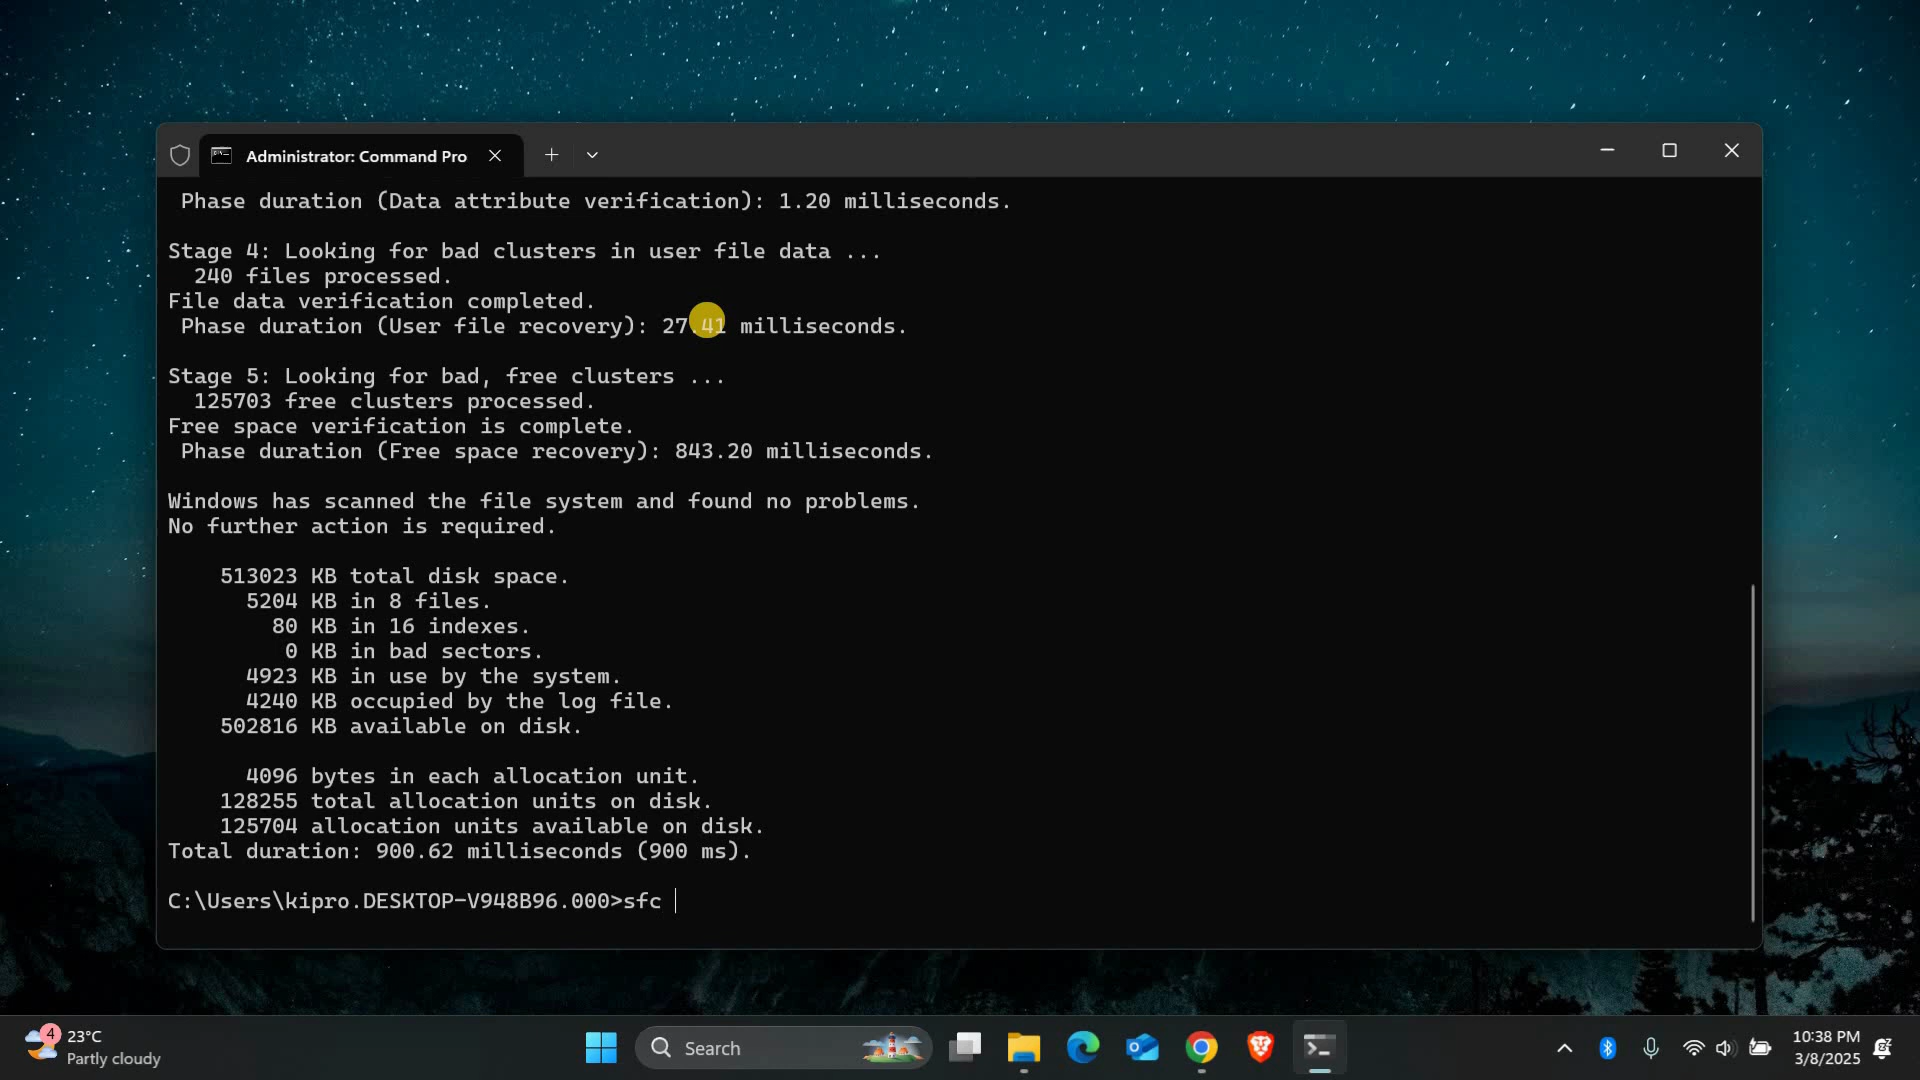 Administrator: Command Pro
Phase duration (Data attribute verification): 1.20 milliseconds.
Stage 4: Looking for bad clusters in user file data ...
240 files processed.
File data verification completed.
Phase duration (User file recovery): 27.41 milliseconds.
Stage 5: Looking for bad, free clusters ...
125703 free clusters processed.
Free space verification is complete.
Phase duration (Free space recovery): 843.20 milliseconds.
Windows has scanned the file system and found no problems.
No further action is required.
513023 KB total disk space.
5204 KB in 8 files.
80 KB in 16 indexes.
0 KB in bad sectors.
4923 KB in use by the system.
4240 KB occupied by the log file.
502816 KB available on disk.
4096 bytes in each allocation unit.
128255 total allocation units on disk.
125704 allocation units available on disk.
Total duration: 900.62 milliseconds (900 ms).
C:\Users\kipro.DESKTOP-V948B96.000>sfc
4
23°C
Partly cloudy
Search
10:38 PM
3/8/2025